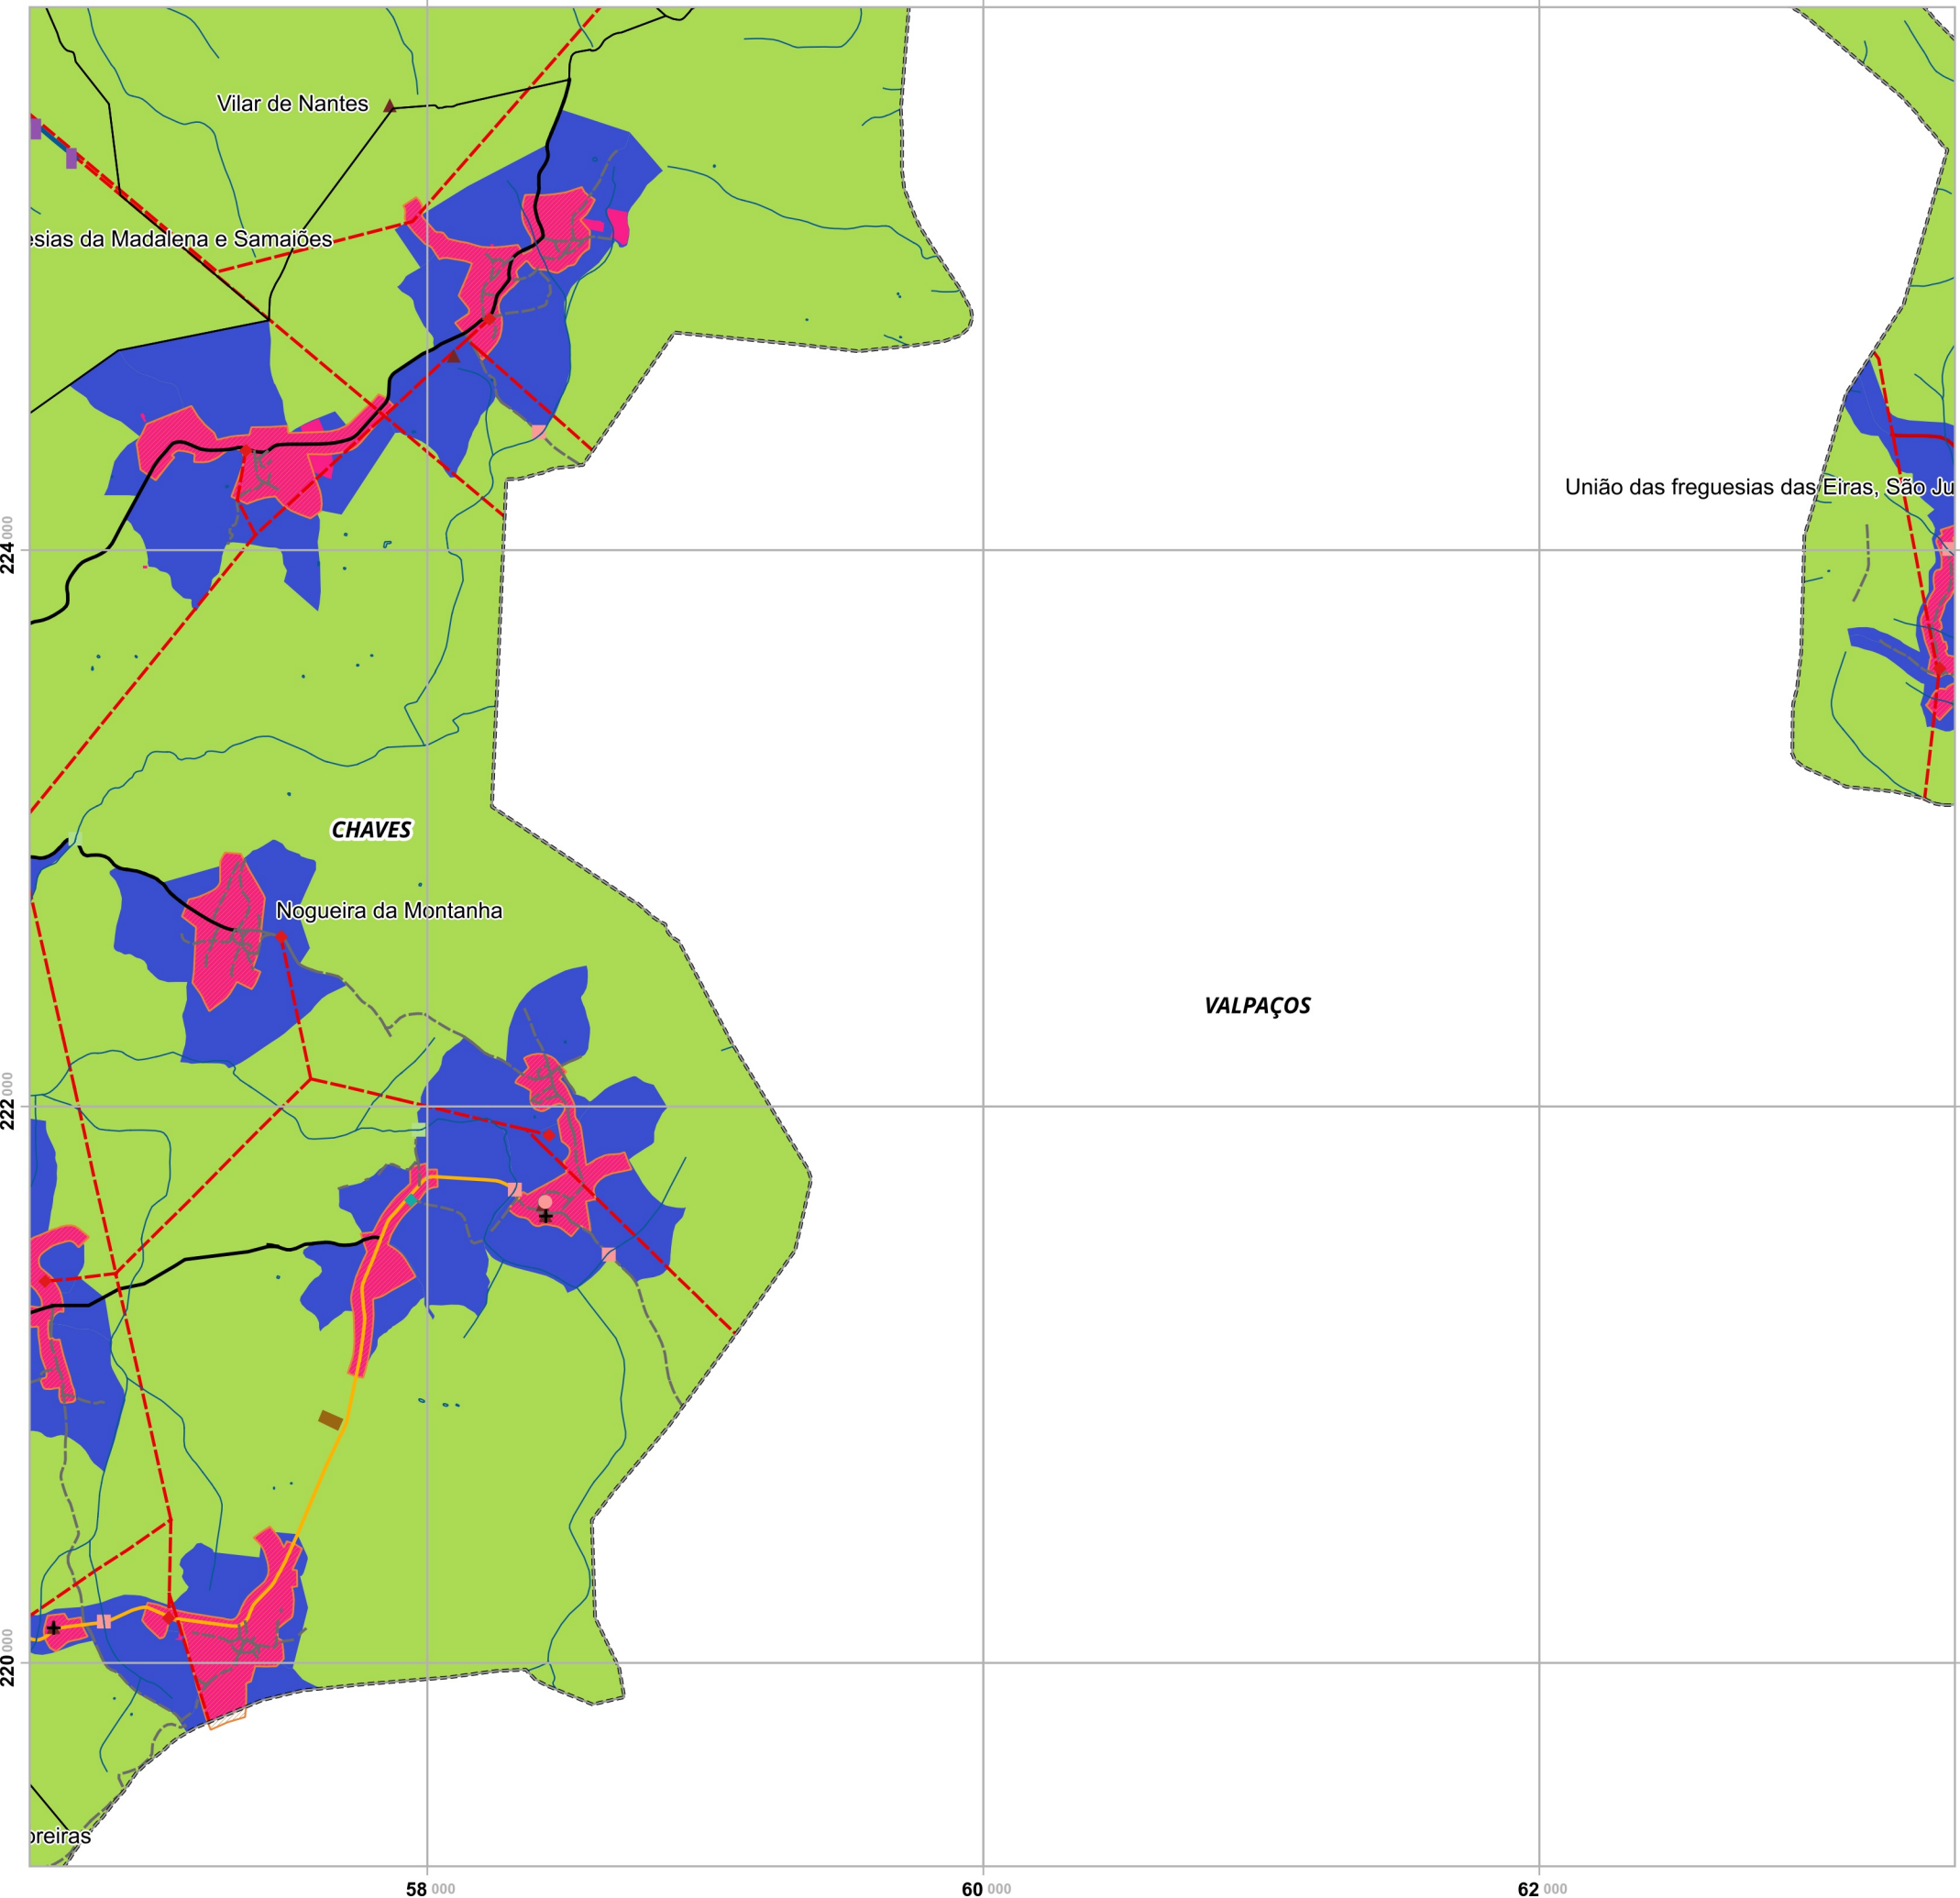 Vilar de Nantes
esias da Madalena e Samaiões
União das freguesias das Eiras, São Ju
224 000
CHAVES
Nogueira da Montanha
VALPAÇOS
222 000
220 000
oreiras
58 000
60 000
62 000